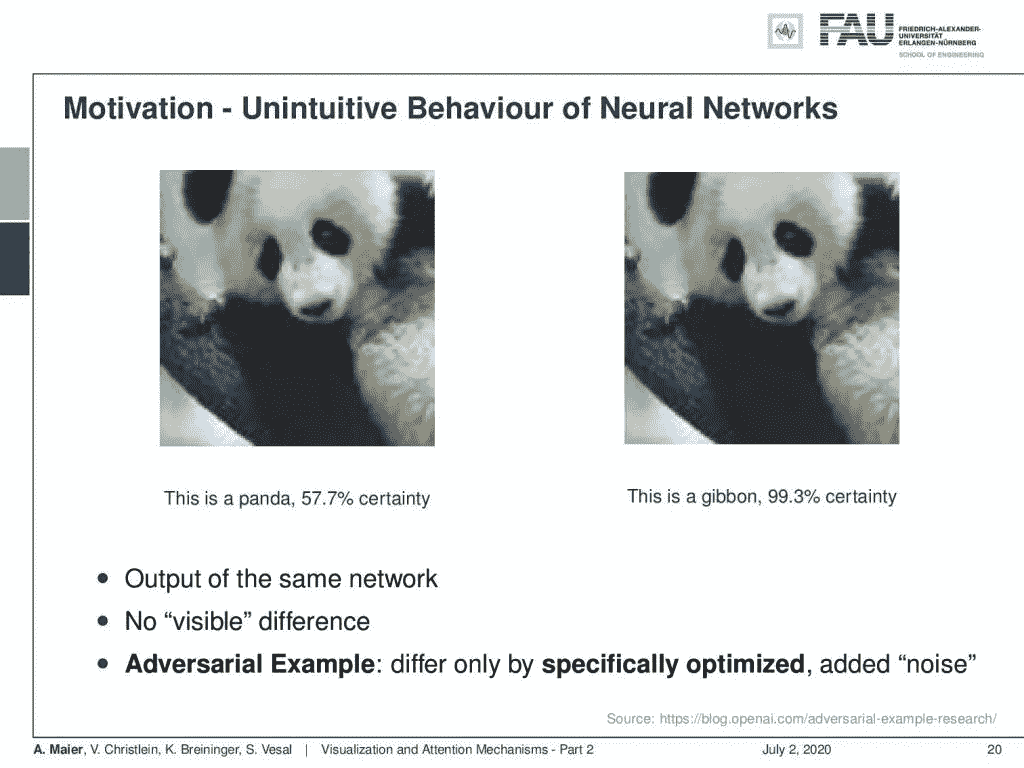 FAU
FRIEDRICH-ALEXANDER-
UNIVERSITÄT
ERLANGEN-NÜRNBERG
SCHOOL OF ENGINEERING
Motivation - Unintuitive Behaviour of Neural Networks
This is a panda, 57.7% certainty
This is a gibbon, 99.3% certainty
• Output of the same network
• No “visible” difference
• Adversarial Example: differ only by specifically optimized, added “noise”
Source: https://blog.openai.com/adversarial-example-research/
A. Maier, V. Christlein, K. Breininger, S. Vesal | Visualization and Attention Mechanisms - Part 2 July 2, 2020 20